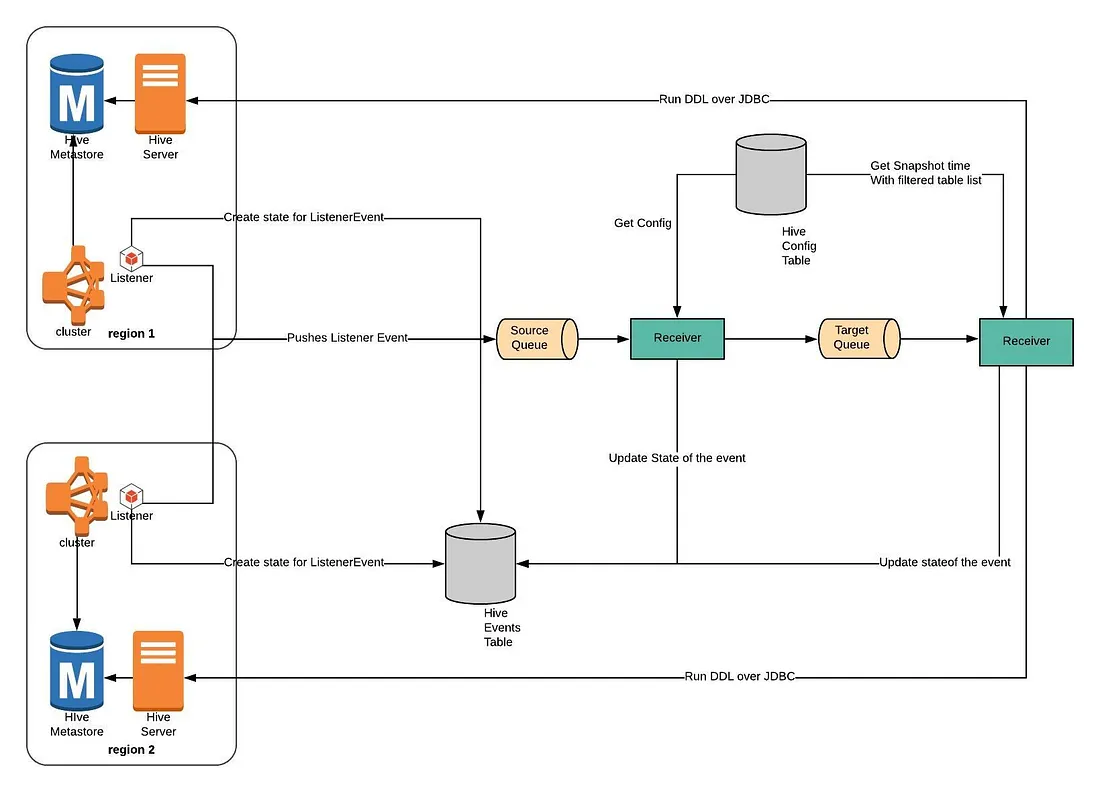 M
Hive
Metastore
Hive
Server
Run DDL over JDBC
Get Snapshot time
With filtered table list
Create state for ListenerEvent
Get Config
Hive
Config
Table
Listener
cluster
region 1
Pushes Listener Event
Source
Queue
Receiver
Target
Queue
Receiver
Update State of the event
Listener
cluster
Create state for ListenerEvent
Update stateof the event
Hive
Events
Table
M
HIve
Metastore
Hive
Server
Run DDL over JDBC
region 2